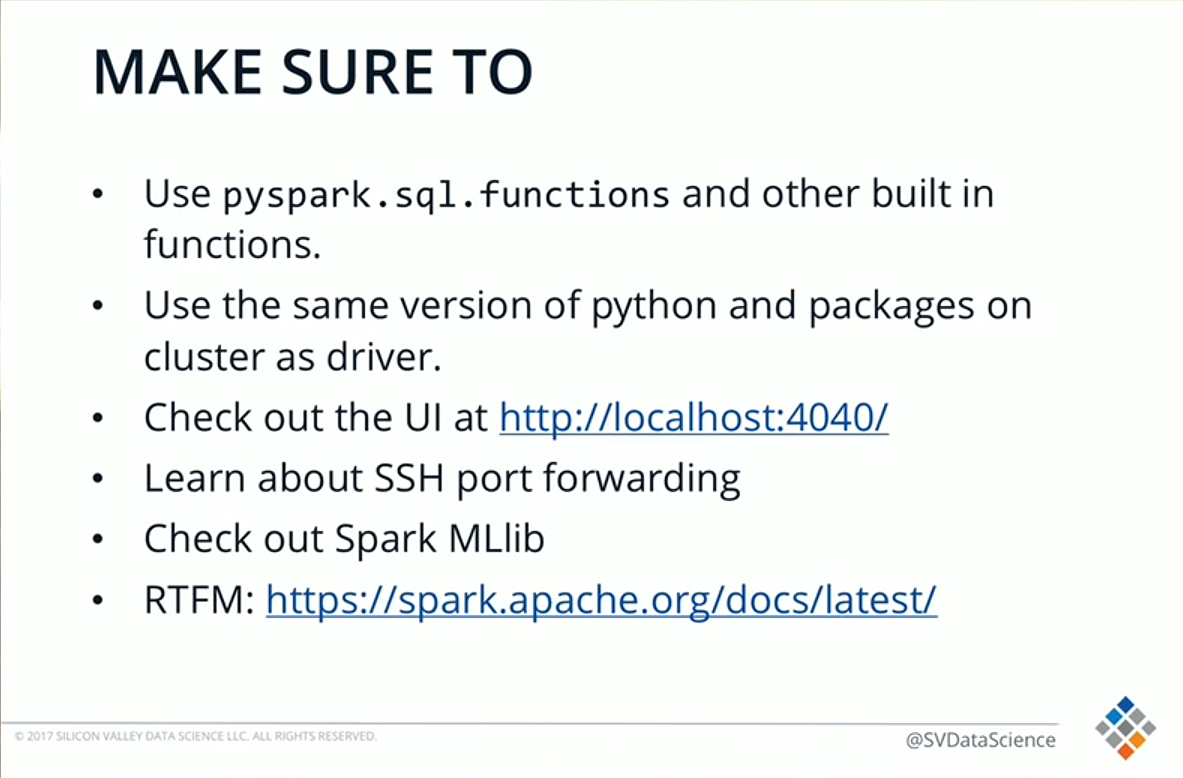 MAKE SURE TO
• Use pyspark.sql.functions and other built in
functions.
• Use the same version of python and packages on
cluster as driver.
• Check out the UI at http://localhost:4040/
• Learn about SSH port forwarding
• Check out Spark MLlib
• RTFM: https://spark.apache.org/docs/latest/
© 2017 SILICON VALLEY DATA SCIENCE LLC. ALL RIGHTS RESERVED.
@SVDataScience